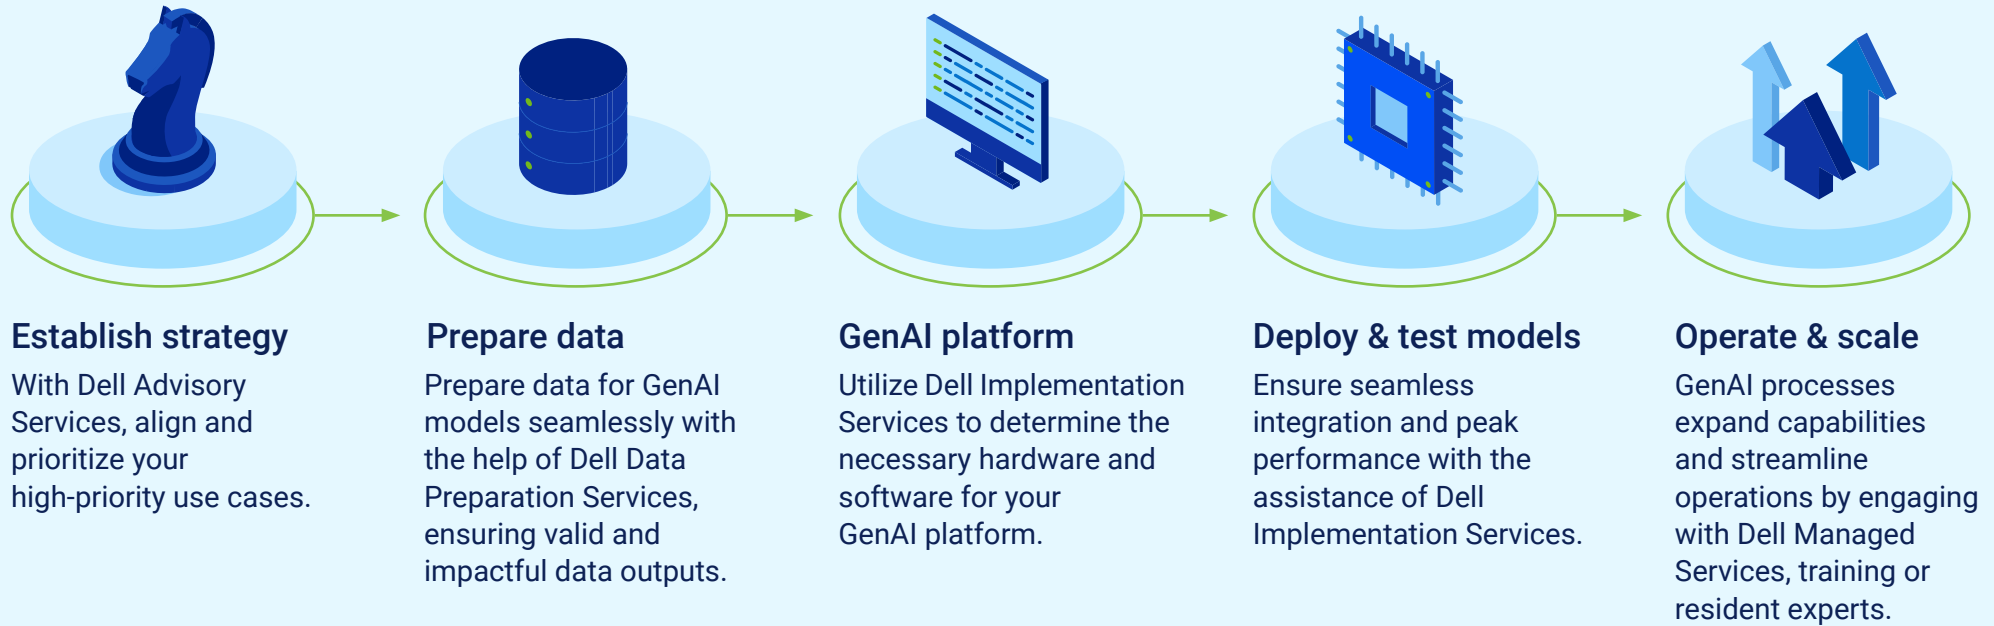 Establish strategy
With Dell Advisory
Services, align and
prioritize your
high-priority use cases.
Prepare data
Prepare data for GenAI
models seamlessly with
the help of Dell Data
Preparation Services,
ensuring valid and
impactful data outputs.
GenAI platform
Utilize Dell Implementation
Services to determine the
necessary hardware and
software for your
GenAI platform.
Deploy & test models
Ensure seamless
integration and peak
performance with the
assistance of Dell
Implementation Services.
Operate & scale
GenAI processes
expand capabilities
and streamline
operations by engaging
with Dell Managed
Services, training or
resident experts.